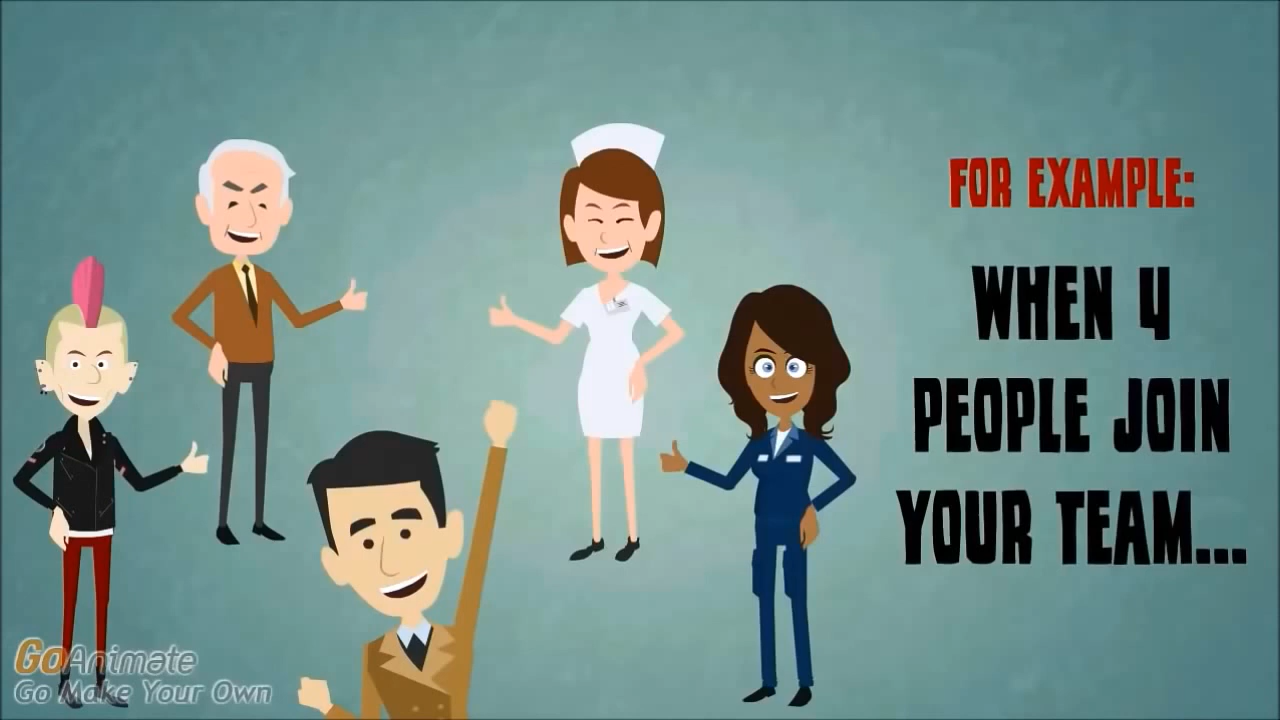 FOR EXAMPLE:
WHEN 4
PEOPLE JOIN
YOUR TEAM...
GoAnimate
Go Make Your Own